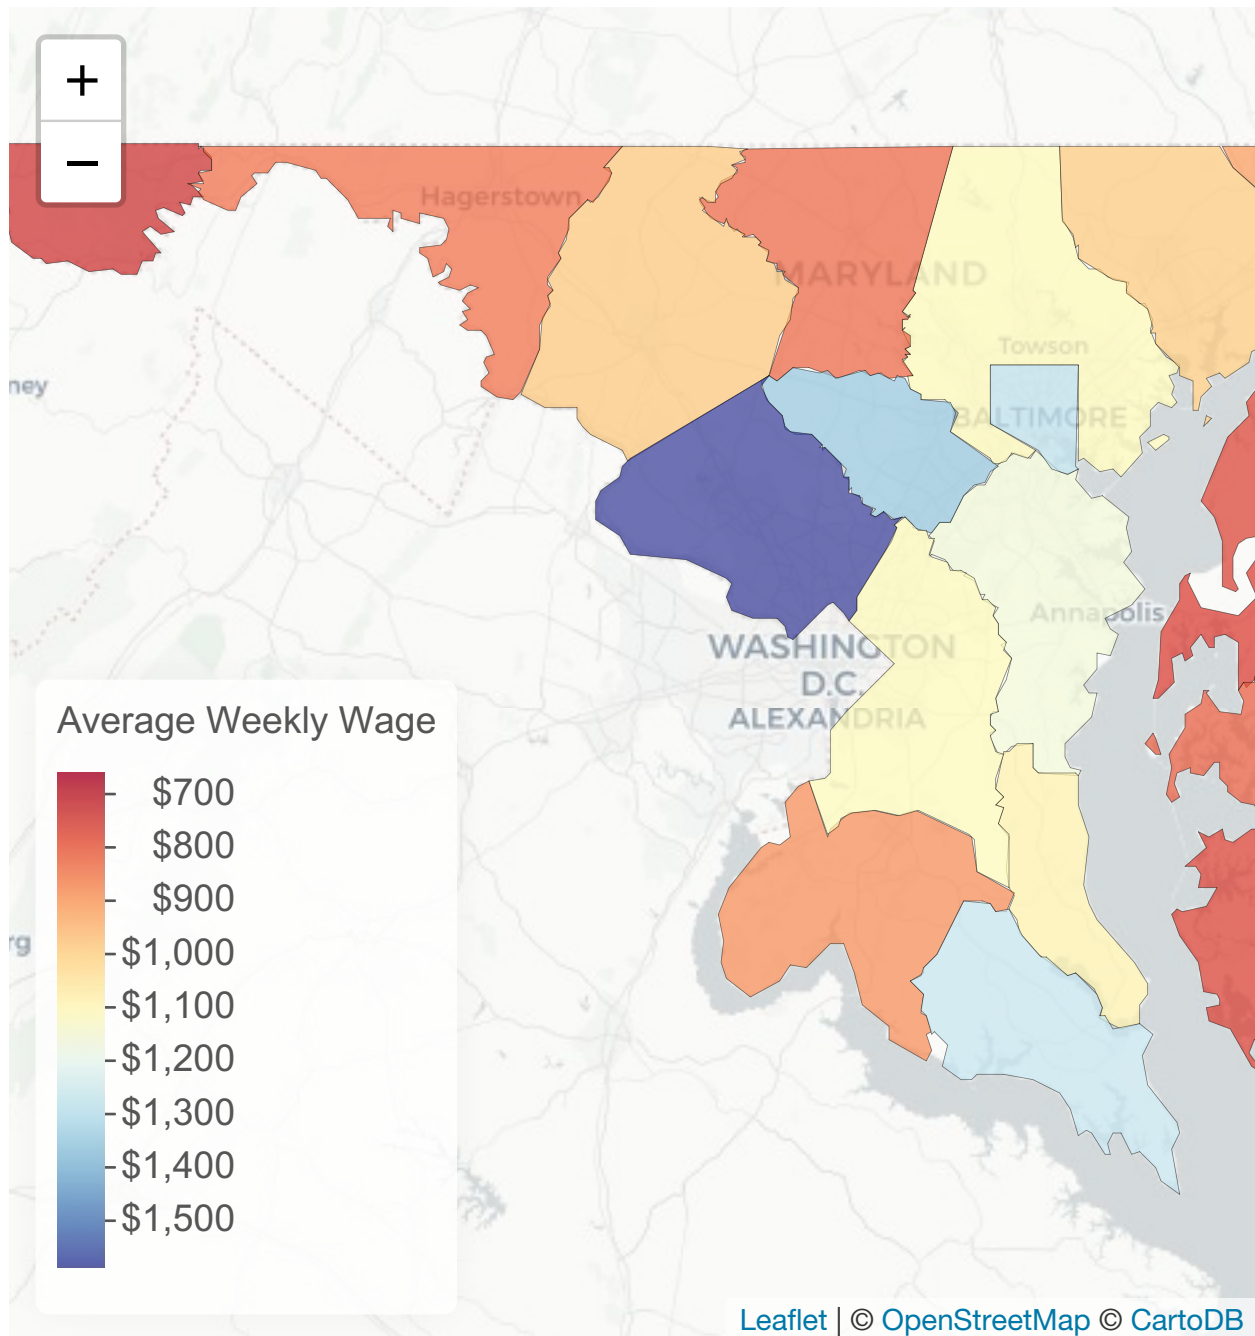 +
−
Hagerstown
MARYLAND
Towson
ney
BALTIMORE
Annapolis
WASHINGTON
D.C.
ALEXANDRIA
Average Weekly Wage
$700
$800
$900
$1,000
rg
$1,100
$1,200
$1,300
$1,400
$1,500
Leaflet | © OpenStreetMap © CartoDB